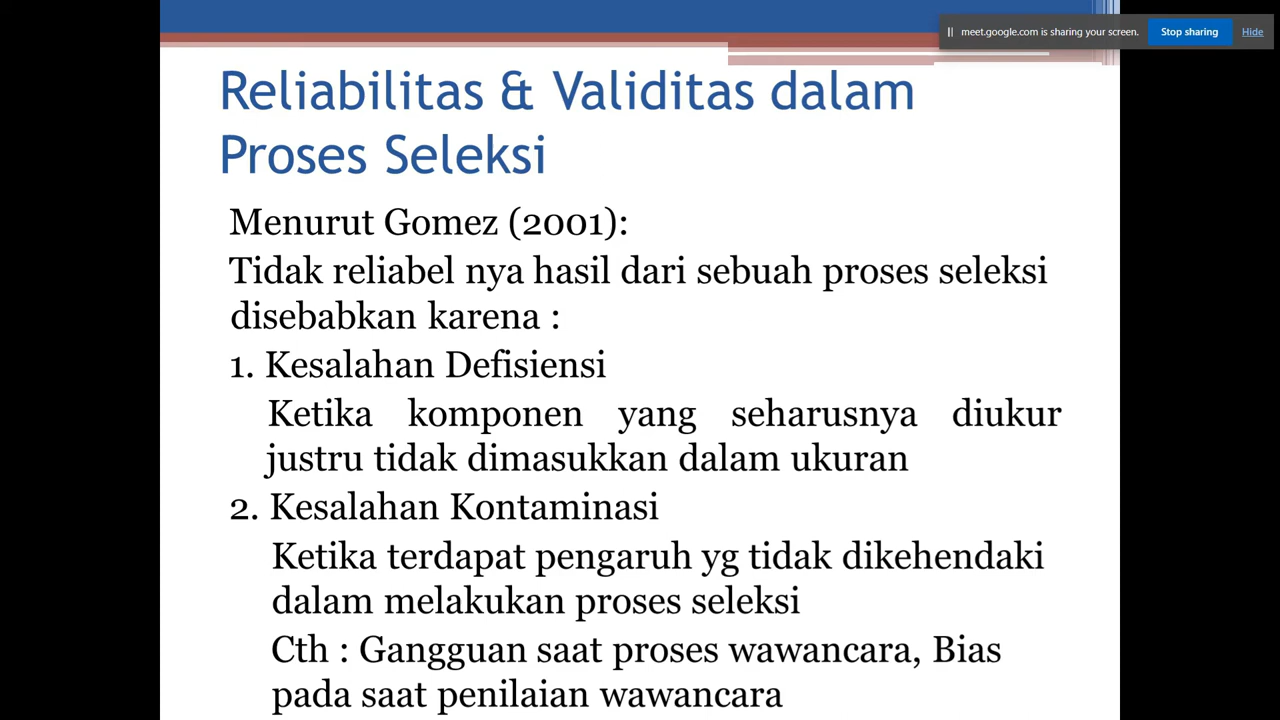 meet.google.com is sharing your screen.
Stop sharing
Hide
Reliabilitas & Validitas dalam
Proses Seleksi
Menurut Gomez (2001):
Tidak reliabel nya hasil dari sebuah proses seleksi
disebabkan karena :
1. Kesalahan Defisiensi
Ketika komponen yang seharusnya diukur
justru tidak dimasukkan dalam ukuran
2. Kesalahan Kontaminasi
Ketika terdapat pengaruh yg tidak dikehendaki
dalam melakukan proses seleksi
Cth : Gangguan saat proses wawancara, Bias
pada saat penilaian wawancara